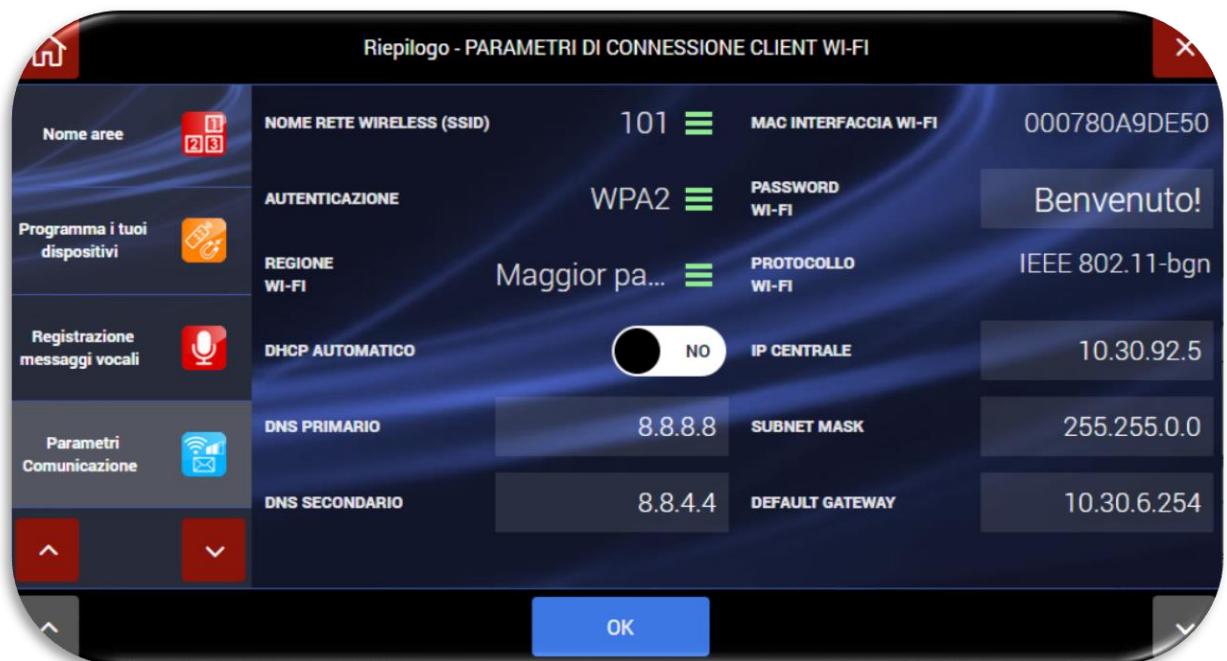 Riepilogo - PARAMETRI DI CONNESSIONE CLIENT WI-FI
Nome aree
1
2 3
Programma i tuoi
dispositivi
Registrazione
messaggi vocali
Parametri
Comunicazione
NOME RETE WIRELESS (SSID)
101
MAC INTERFACCIA WI-FI
000780A9DE50
AUTENTICAZIONE
WPA2
PASSWORD
WI-FI
Benvenuto!
REGIONE
WI-FI
Maggior pa...
PROTOCOLLO
WI-FI
IEEE 802.11-bgn
DHCP AUTOMATICO
NO
IP CENTRALE
10.30.92.5
DNS PRIMARIO
8.8.8.8
SUBNET MASK
255.255.0.0
DNS SECONDARIO
8.8.4.4
DEFAULT GATEWAY
10.30.6.254
OK